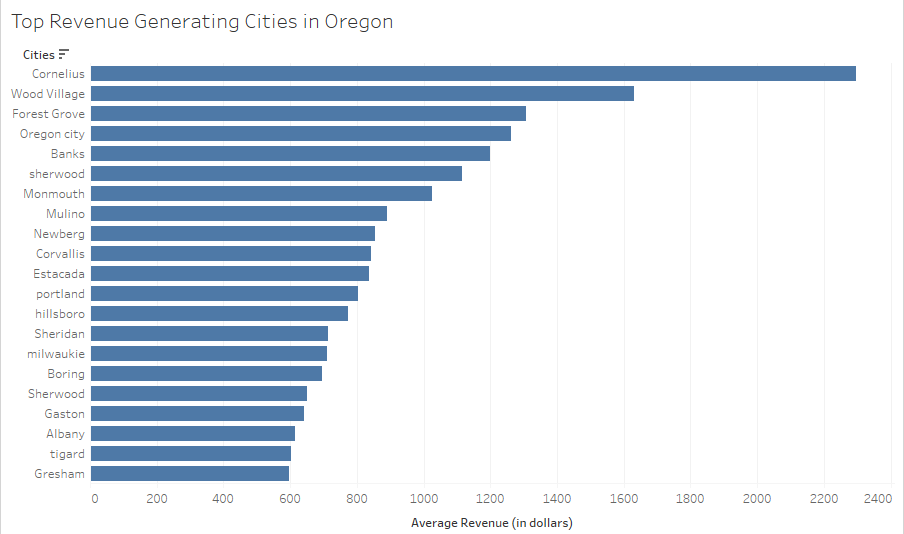 Top Revenue Generating Cities in Oregon
Cities
Cornelius
Wood Village
Forest Grove
Oregon city
Banks
sherwood
Monmouth
Mulino
Newberg
Corvallis
Estacada
portland
hillsboro
Sheridan
milwaukie
Boring
Sherwood
Gaston
Albany
tigard
Gresham
0 200 400 600 800 1000 1200 1400 1600 1800 2000 2200 2400
Average Revenue (in dollars)